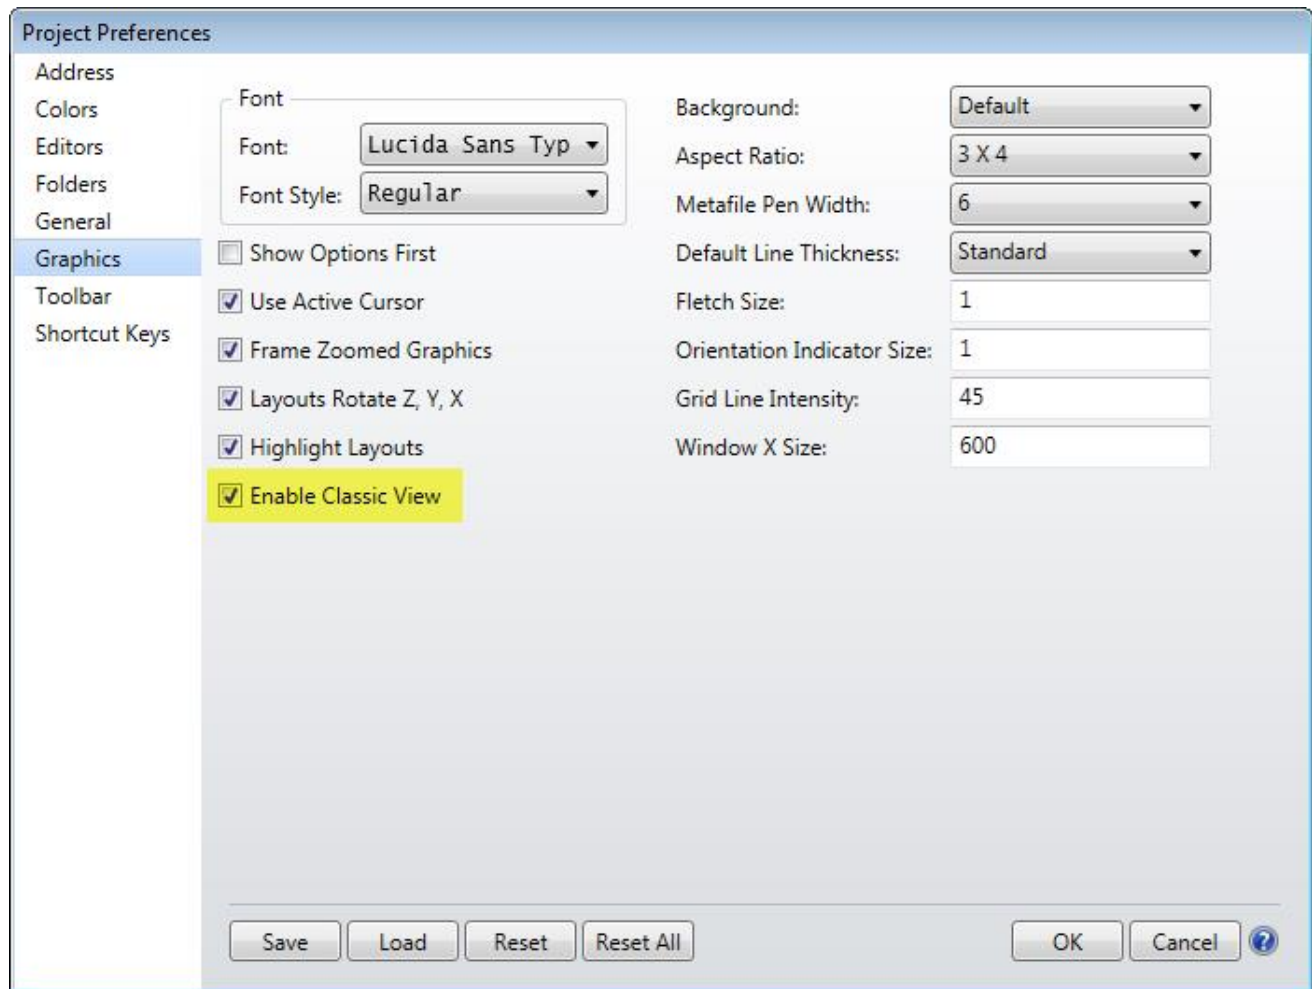 Project Preferences
Address
Colors
Editors
Folders
General
Graphics
Toolbar
Shortcut Keys
Font
Font: Lucida Sans Typ
Font Style: Regular
Show Options First
Use Active Cursor
Frame Zoomed Graphics
Layouts Rotate Z, Y, X
Highlight Layouts
Enable Classic View
Background: Default
Aspect Ratio: 3 X 4
Metafile Pen Width: 6
Default Line Thickness: Standard
Fletch Size: 1
Orientation Indicator Size: 1
Grid Line Intensity: 45
Window X Size: 600
Save Load Reset Reset All OK Cancel ?